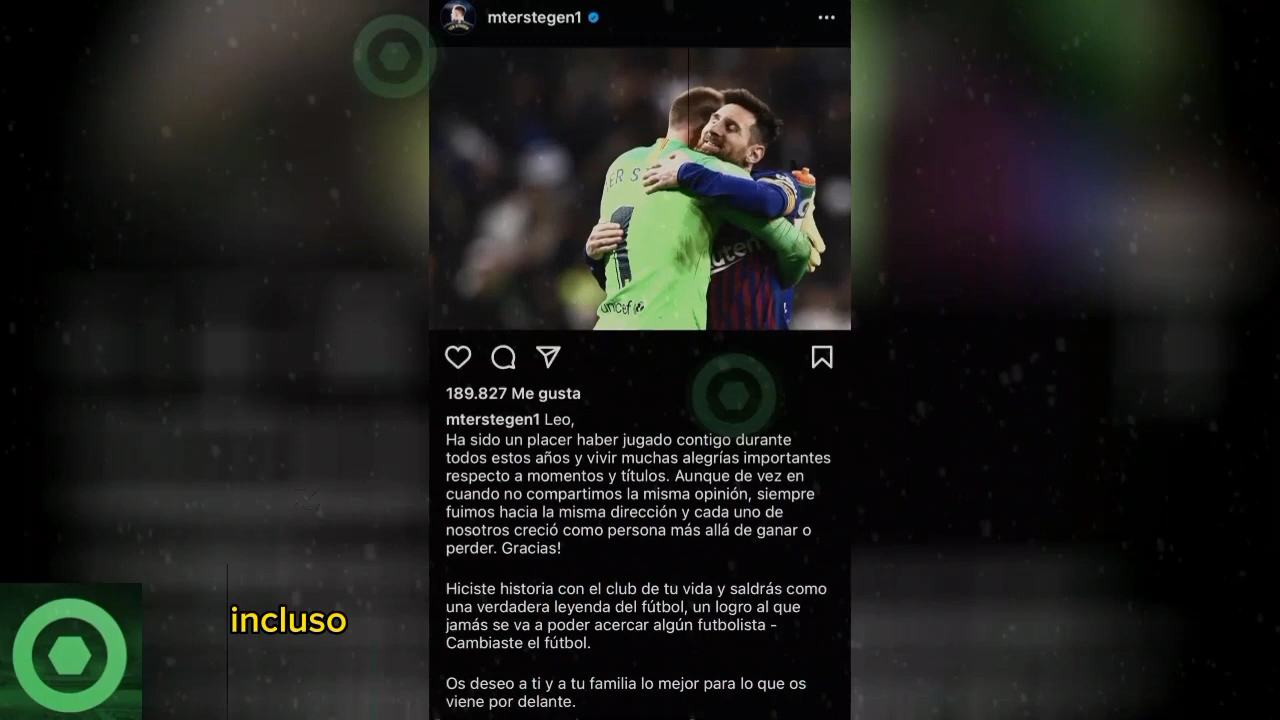 mterstegen1
ER S
1
uten
unicef
189.827 Me gusta
mterstegen1 Leo,
Ha sido un placer haber jugado contigo durante
todos estos años y vivir muchas alegrías importantes
respecto a momentos y títulos. Aunque de vez en
cuando no compartimos la misma opinión, siempre
fuimos hacia la misma dirección y cada uno de
nosotros creció como persona más allá de ganar o
perder. Gracias!
Hiciste historia con el club de tu vida y saldrás como
una verdadera leyenda del fútbol, un logro al que
jamás se va a poder acercar algún futbolista -
Cambiaste el fútbol.
Os deseo a ti y a tu familia lo mejor para lo que os
viene por delante.
incluso